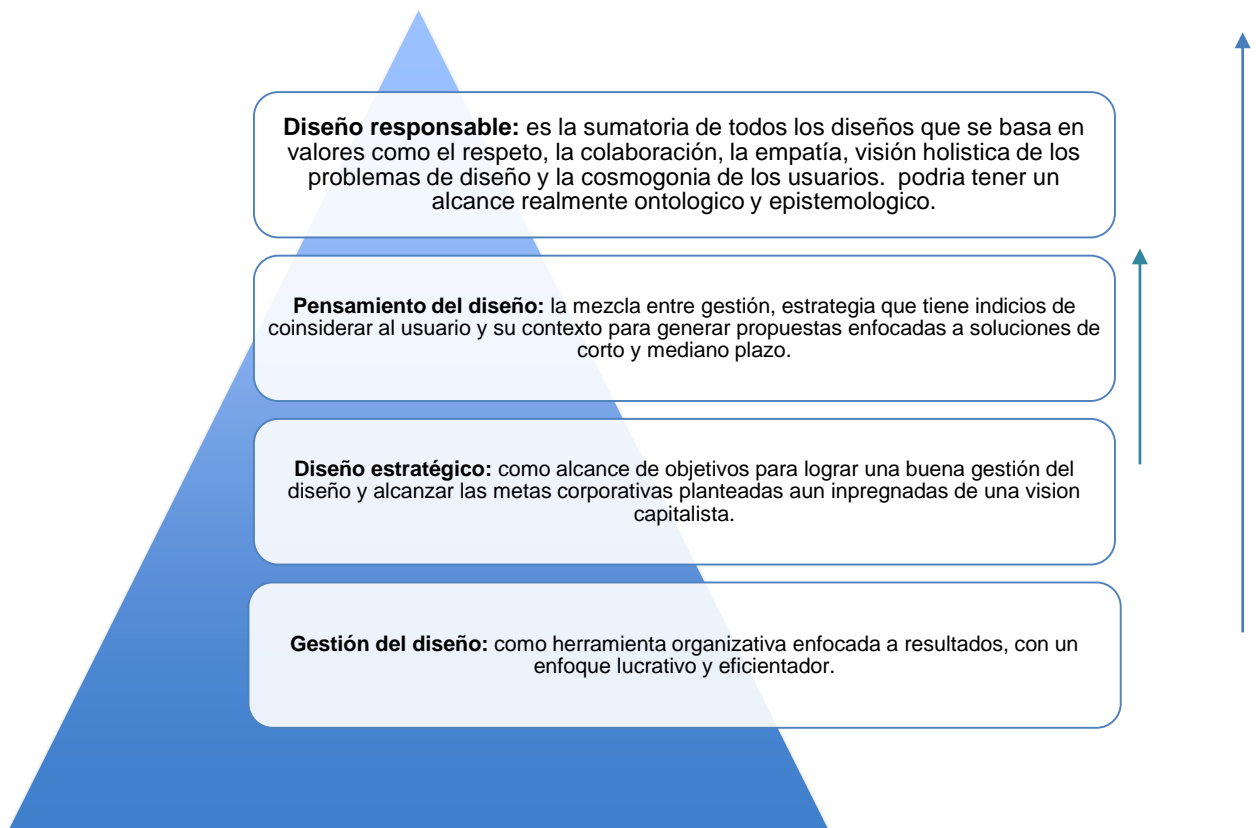 Diseño responsable: es la sumatoria de todos los diseños que se basa en
valores como el respeto, la colaboración, la empatía, visión holistica de los
problemas de diseño y la cosmogonia de los usuarios.  podria tener un
alcance realmente ontologico y epistemologico.
Pensamiento del diseño: la mezcla entre gestión, estrategia que tiene indicios de
coinsiderar al usuario y su contexto para generar propuestas enfocadas a soluciones de
corto y mediano plazo.
Diseño estratégico: como alcance de objetivos para lograr una buena gestión del
diseño y alcanzar las metas corporativas planteadas aun inpregnadas de una vision
capitalista.
Gestión del diseño: como herramienta organizativa enfocada a resultados, con un
enfoque lucrativo y eficientador.